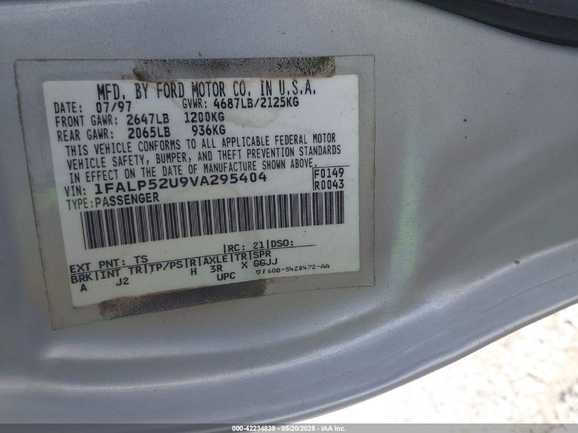 MFD. BY FORD MOTOR CO. IN U.S.A.
DATE: 07/97 GVWR: 4687LB/2125KG
FRONT GAWR: 2647LB 1200KG
REAR GAWR: 2065LB 936KG
THIS VEHICLE CONFORMS TO ALL APPLICABLE FEDERAL MOTOR
VEHICLE SAFETY, BUMPER, AND THEFT PREVENTION STANDARDS
IN EFFECT ON THE DATE OF MANUFACTURE SHOWN ABOVE.
VIN: 1FALP52U9VA295404 F0149
TYPE: PASSENGER R0043
EXT PNT: TS RC: 21 DSO:
BRK INT TR TP/PS R AXLE TR SPR
A J2 H 3R X GGJJ
UPC
000-42234838 - 05/20/2025 -